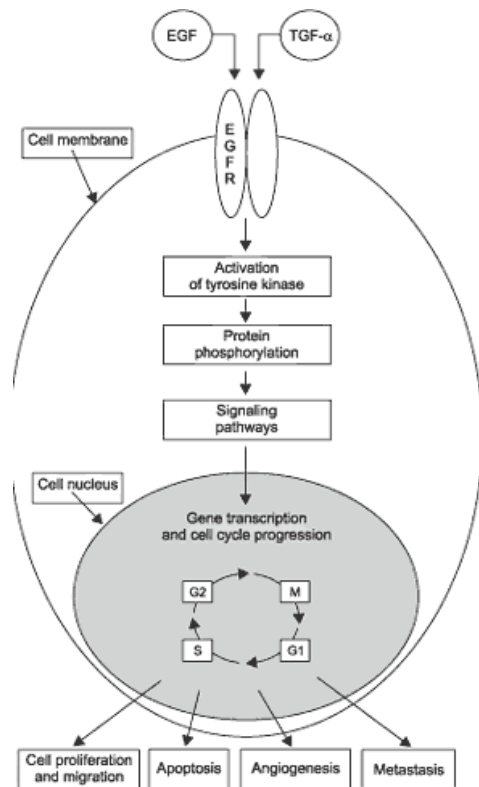 EGF
TGF-α
E
G
F
R
Cell membrane
Activation
of tyrosine kinase
Protein
phosphorylation
Signaling
pathways
Cell nucleus
Gene transcription
and cell cycle progression
G2
M
S
G1
Cell proliferation
and migration
Apoptosis
Angiogenesis
Metastasis